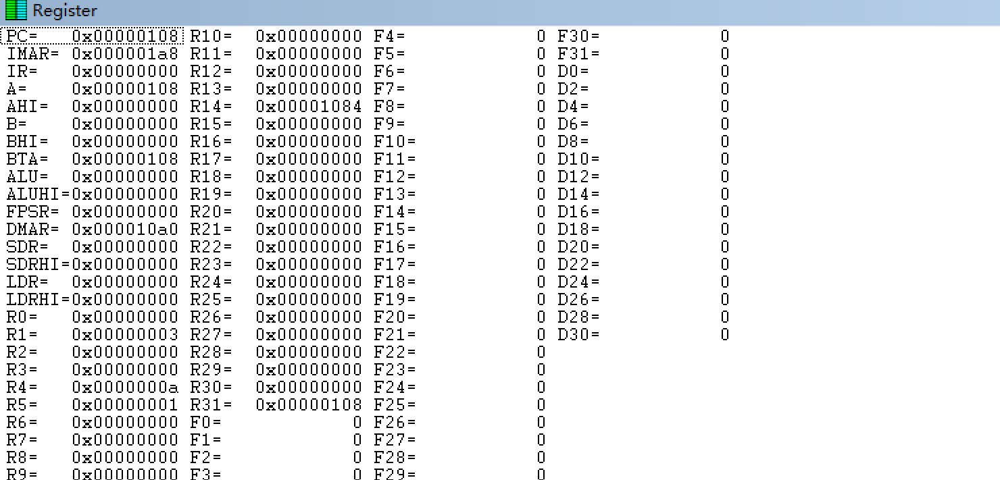 Register
PC= 0x00000108 R10= 0x00000000 F4= 0 F30= 0
IMAR= 0x000001a8 R11= 0x00000000 F5= 0 F31= 0
IR= 0x00000000 R12= 0x00000000 F6= 0 D0= 0
A= 0x00000108 R13= 0x00000000 F7= 0 D2= 0
AHI= 0x00000000 R14= 0x00001084 F8= 0 D4= 0
B= 0x00000000 R15= 0x00000000 F9= 0 D6= 0
BHI= 0x00000000 R16= 0x00000000 F10= 0 D8= 0
BTA= 0x00000108 R17= 0x00000000 F11= 0 D10= 0
ALU= 0x00000000 R18= 0x00000000 F12= 0 D12= 0
ALUHI=0x00000000 R19= 0x00000000 F13= 0 D14= 0
FPSR= 0x00000000 R20= 0x00000000 F14= 0 D16= 0
DMAR= 0x000010a0 R21= 0x00000000 F15= 0 D18= 0
SDR= 0x00000000 R22= 0x00000000 F16= 0 D20= 0
SDRHI=0x00000000 R23= 0x00000000 F17= 0 D22= 0
LDR= 0x00000000 R24= 0x00000000 F18= 0 D24= 0
LDRHI=0x00000000 R25= 0x00000000 F19= 0 D26= 0
R0= 0x00000000 R26= 0x00000000 F20= 0 D28= 0
R1= 0x00000003 R27= 0x00000000 F21= 0 D30= 0
R2= 0x00000000 R28= 0x00000000 F22= 0
R3= 0x00000000 R29= 0x00000000 F23= 0
R4= 0x0000000a R30= 0x00000000 F24= 0
R5= 0x00000001 R31= 0x00000108 F25= 0
R6= 0x00000000 F0= 0 F26= 0
R7= 0x00000000 F1= 0 F27= 0
R8= 0x00000000 F2= 0 F28= 0
R9= 0x00000000 F3= 0 F29= 0